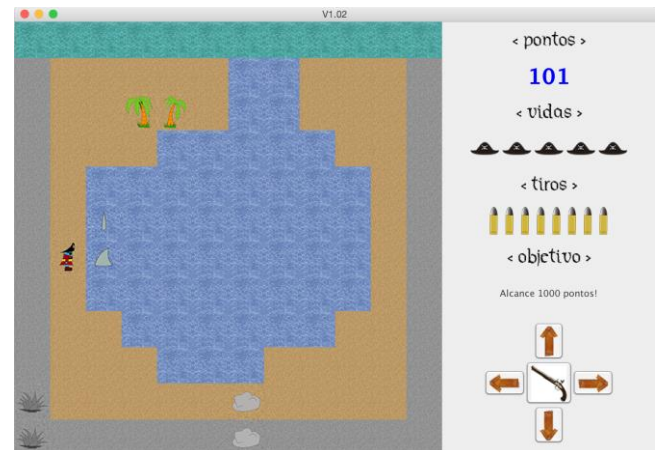 V1.02
< pontos >
101
< vidas >
< tiros >
< objetivo >
Alcance 1000 pontos!